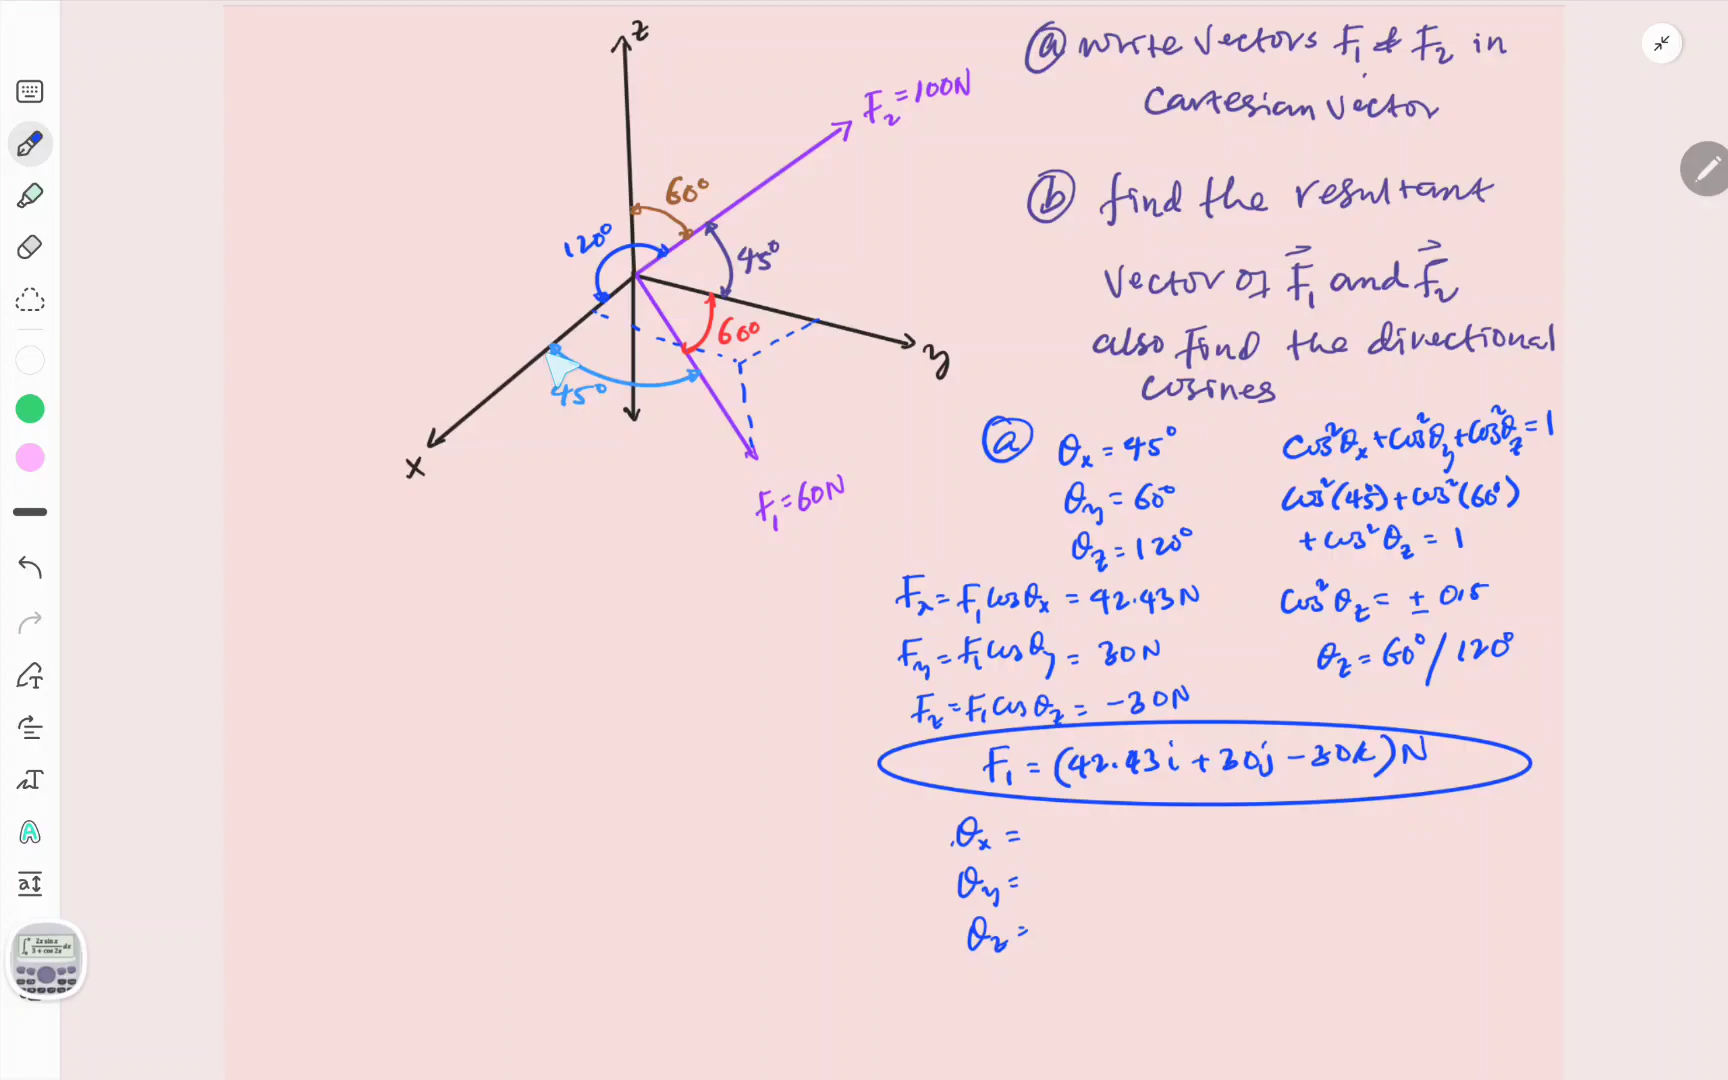 z
F₂=100N
60°
120°
45°
60°
y
45°
x
F₁=60N
ⓐ write vectors F₁ & F₂ in
Cartesian vector
ⓑ find the resultant
vector of F⃗₁ and F⃗₂
also find the directional
cosines
ⓐ θx = 45°
θy = 60°
θz = 120°
Fx = F₁ cos θx = 42.43N
Fy = F₁ cos θy = 30N
Fz = F₁ cos θz = -30N
cos²θx + cos²θy + cos²θz = 1
cos²(45°) + cos²(60°)
+ cos²θz = 1
cos²θz = ± 0.5
θz = 60° / 120°
F₁ = (42.43i + 30j - 30k) N
θx =
θy =
θz =